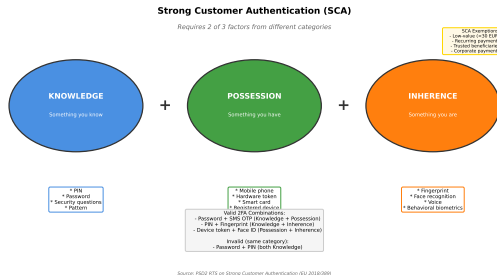 Strong Customer Authentication (SCA)
Requires 2 of 3 factors from different categories
SCA Exemptions
- Low-value (<30 EUR
- Recurring payment
- Trusted beneficiarie
- Corporate payment
KNOWLEDGE
Something you know
+
POSSESSION
Something you have
+
INHERENCE
Something you are
* PIN
* Password
* Security questions
* Pattern
* Mobile phone
* Hardware token
* Smart card
* Registered device
* Fingerprint
* Face recognition
* Voice
* Behavioral biometrics
Valid 2FA Combinations:
- Password + SMS OTP (Knowledge + Possession)
- PIN + Fingerprint (Knowledge + Inherence)
- Device token + Face ID (Possession + Inherence)
Invalid (same category):
- Password + PIN (both Knowledge)
Source: PSD2 RTS on Strong Customer Authentication (EU 2018/389)